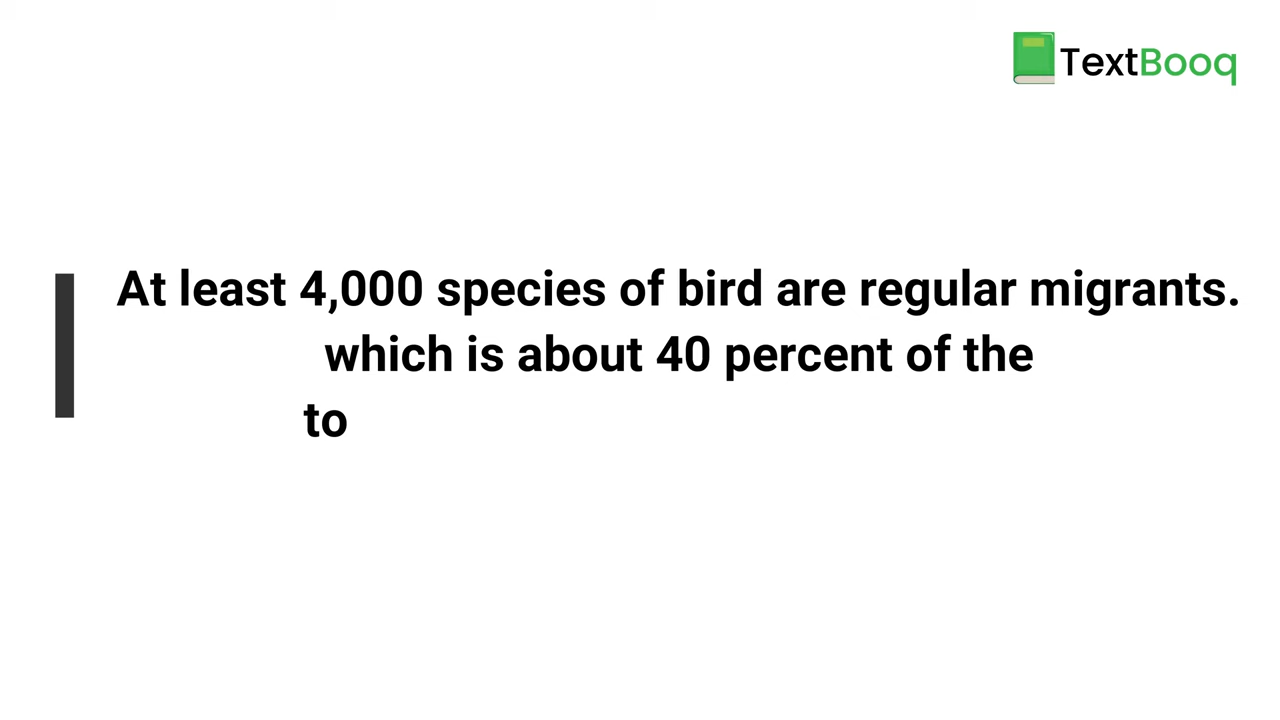 TextBooq
At least 4,000 species of bird are regular migrants.
which is about 40 percent of the
to